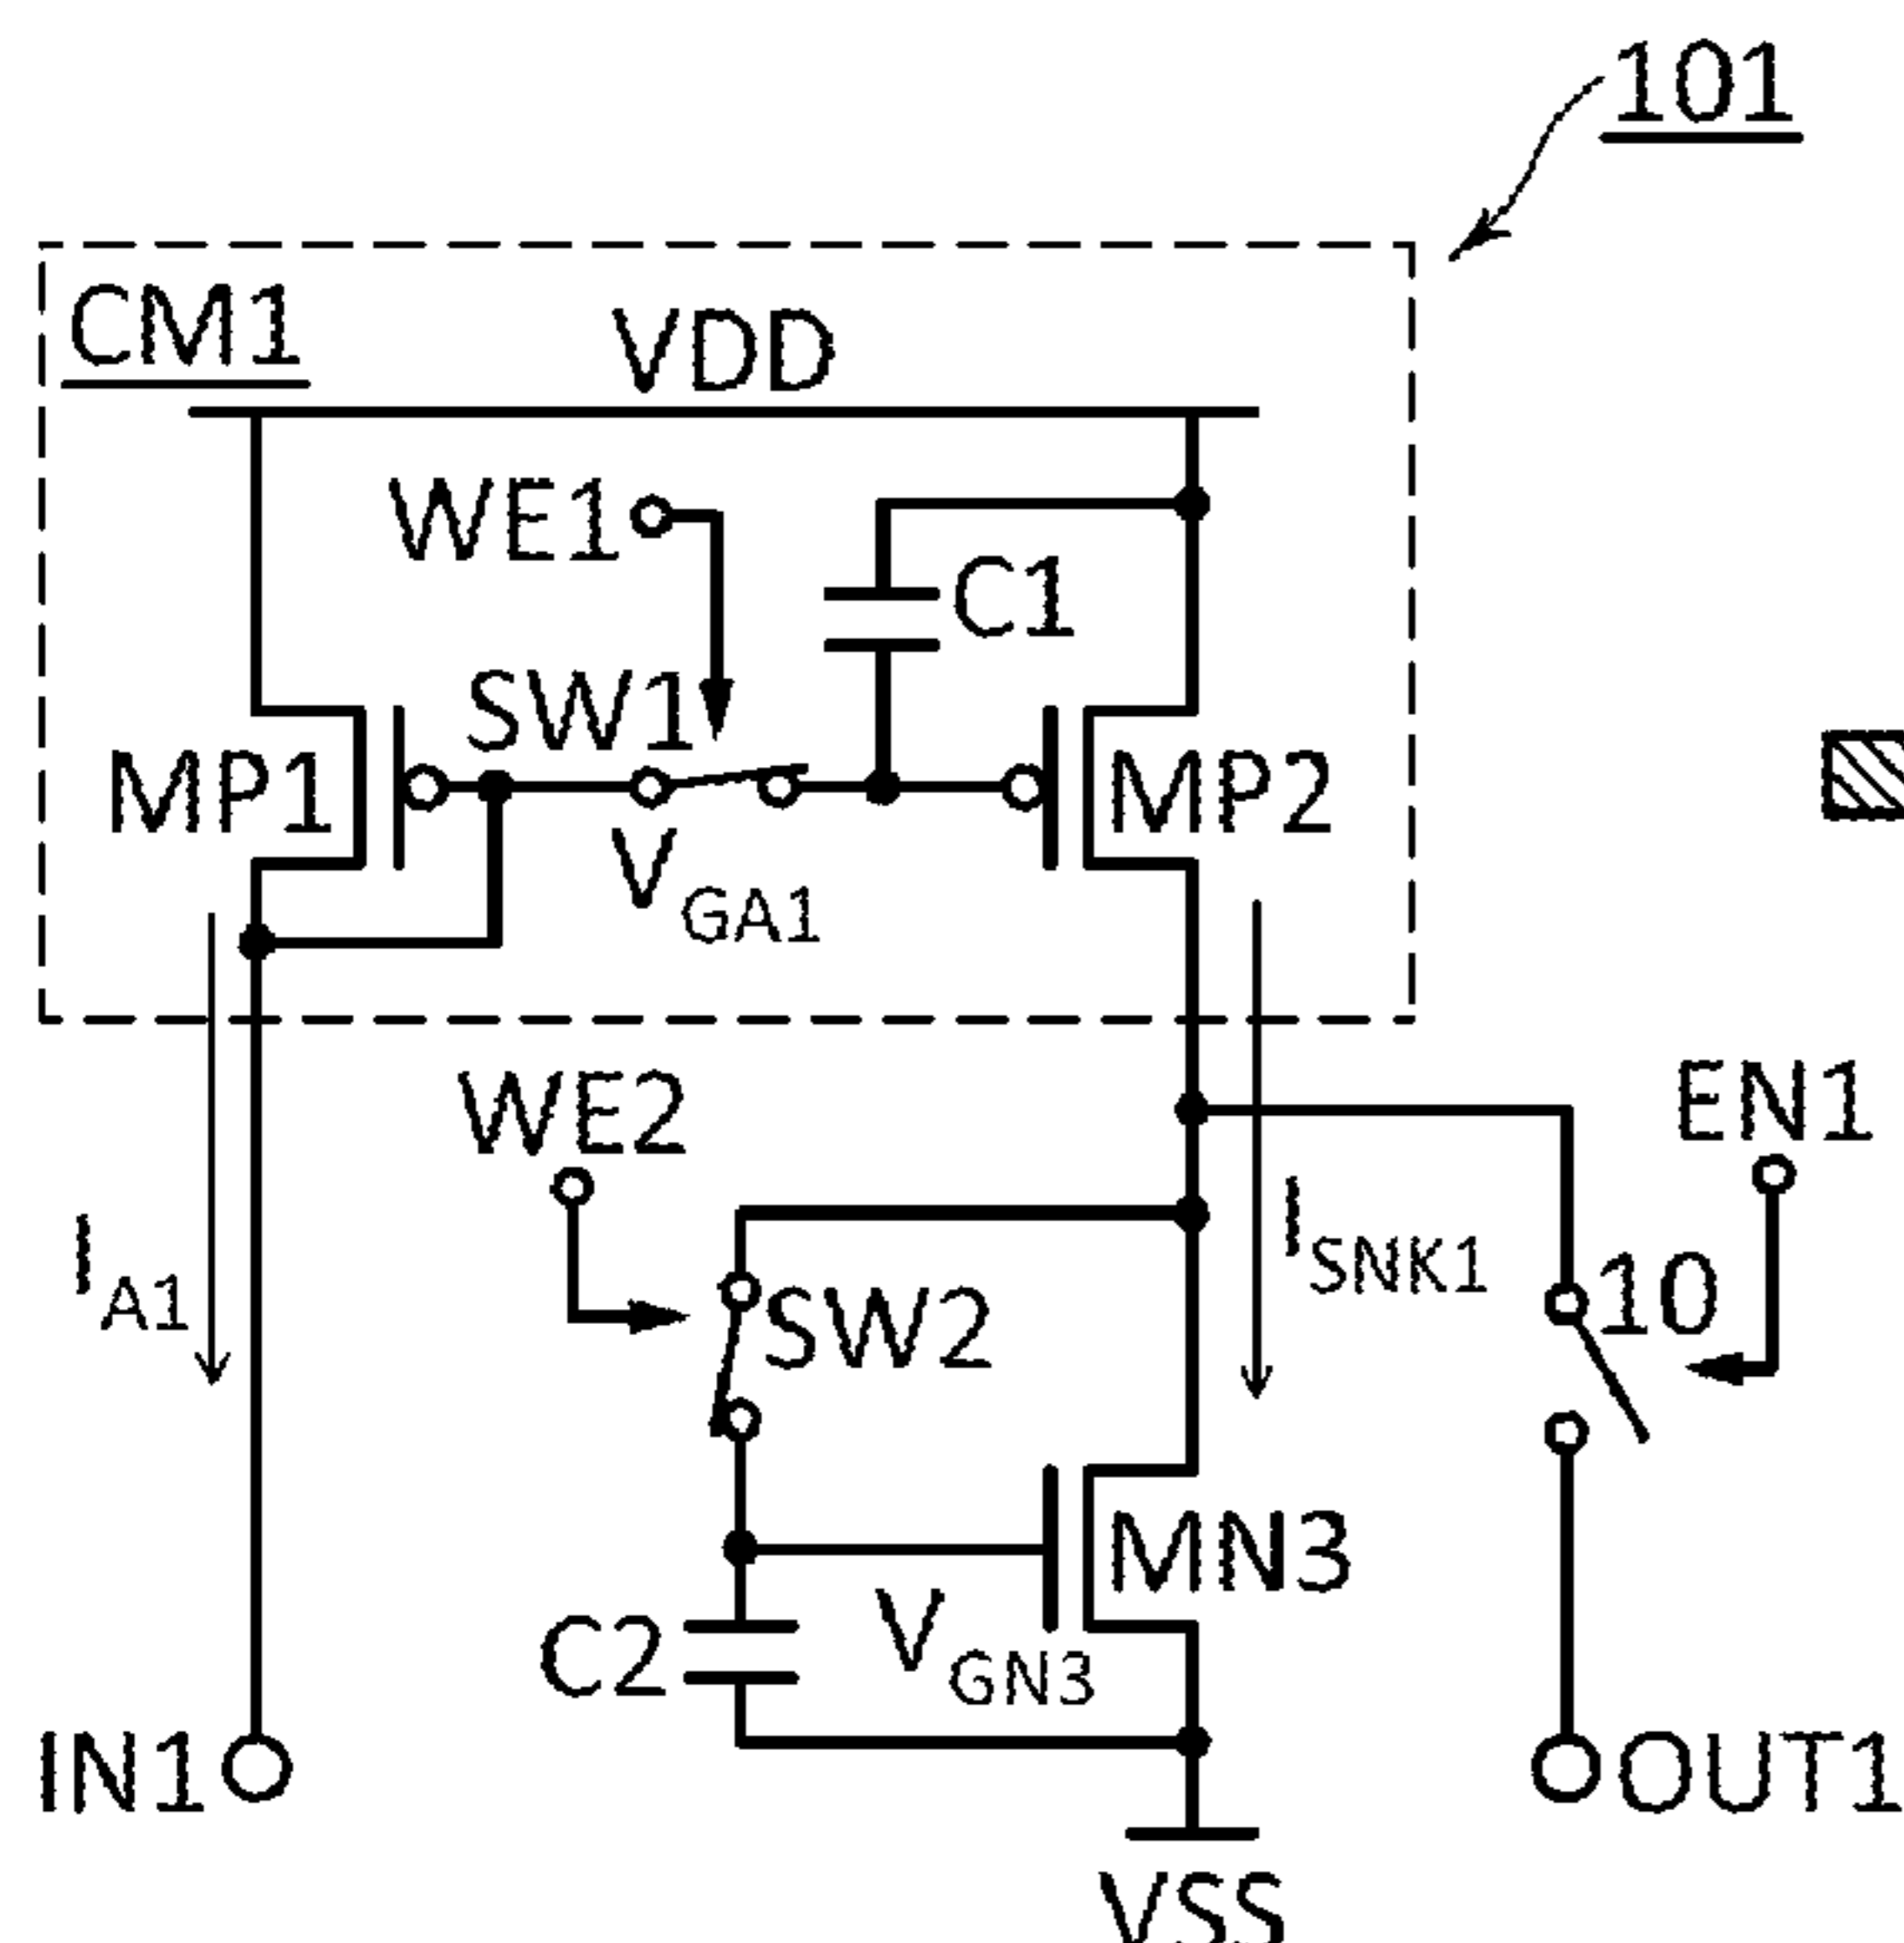 101
CM1
VDD
WE1
C1
SW1
MP1
MP2
VGA1
WE2
EN1
IA1
ISNK1
SW2
10
MN3
C2
VGN3
IN1
OUT1
VSS